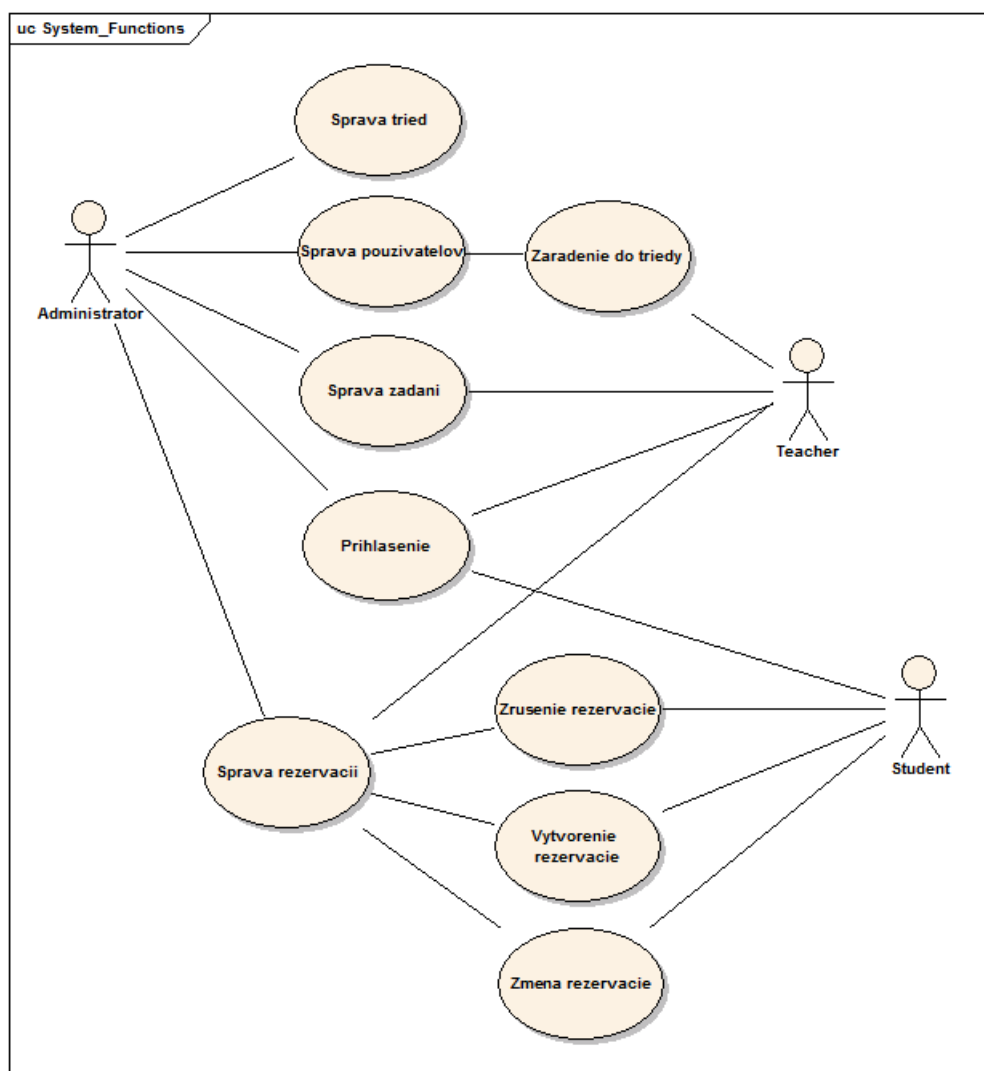 uc System_Functions
Sprava tried
Sprava pouzivatelov
Zaradenie do triedy
Administrator
Sprava zadani
Teacher
Prihlasenie
Zrusenie rezervacie
Sprava rezervacii
Student
Vytvorenie
rezervacie
Zmena rezervacie